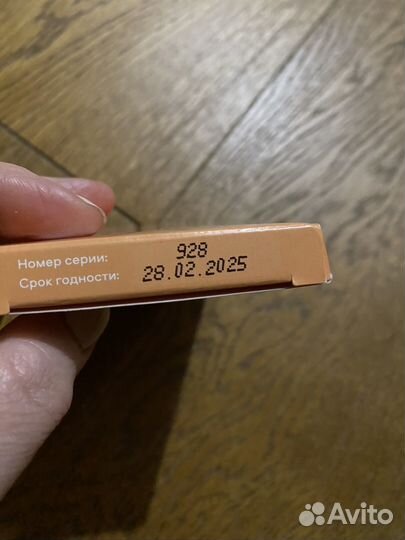 Номер серии: 928
Срок годности: 28.02.2025
Avito